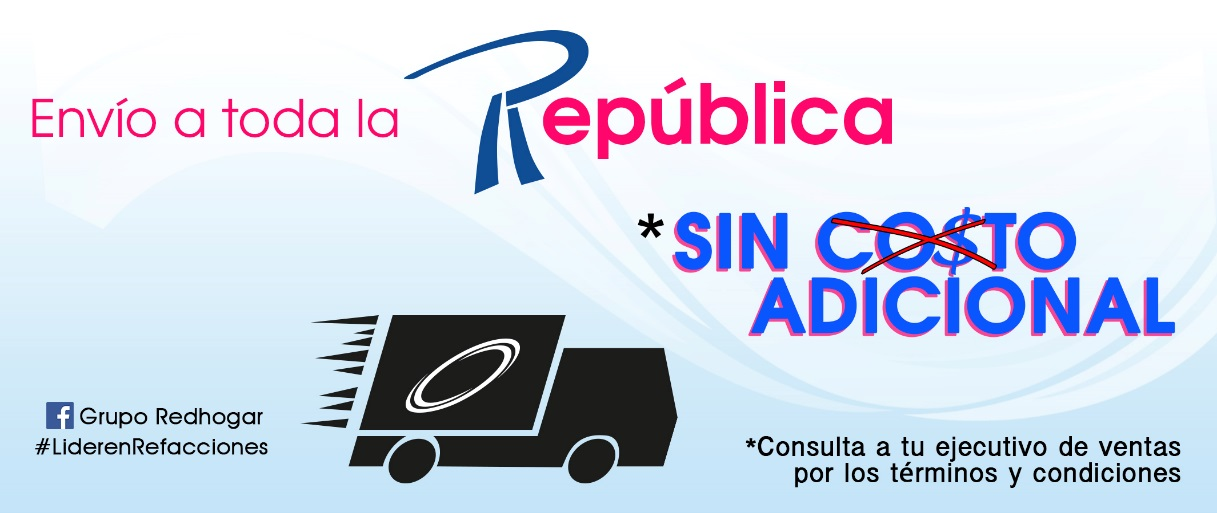 Envío a toda la República
*SIN CO$TO
ADICIONAL
Grupo Redhogar
#LiderenRefacciones
*Consulta a tu ejecutivo de ventas
por los términos y condiciones